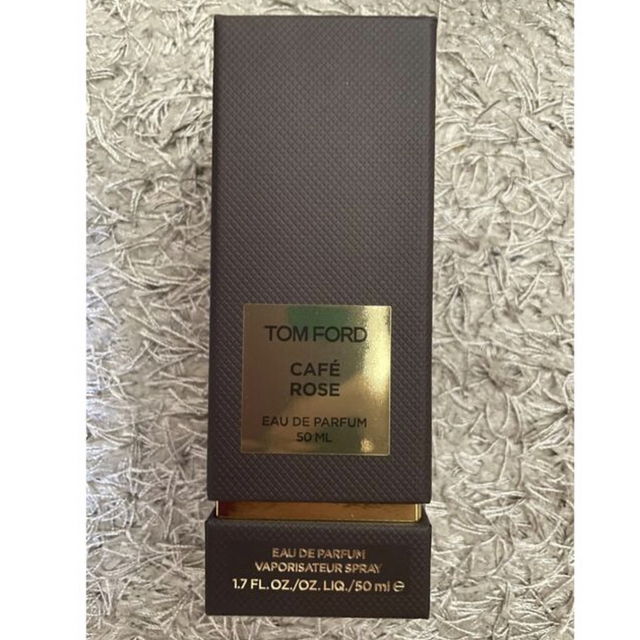 TOM FORD
CAFÉ
ROSE
EAU DE PARFUM
50 ML
EAU DE PARFUM
VAPORISATEUR SPRAY
1.7 FL.OZ./OZ. LIQ./50 ml ℮